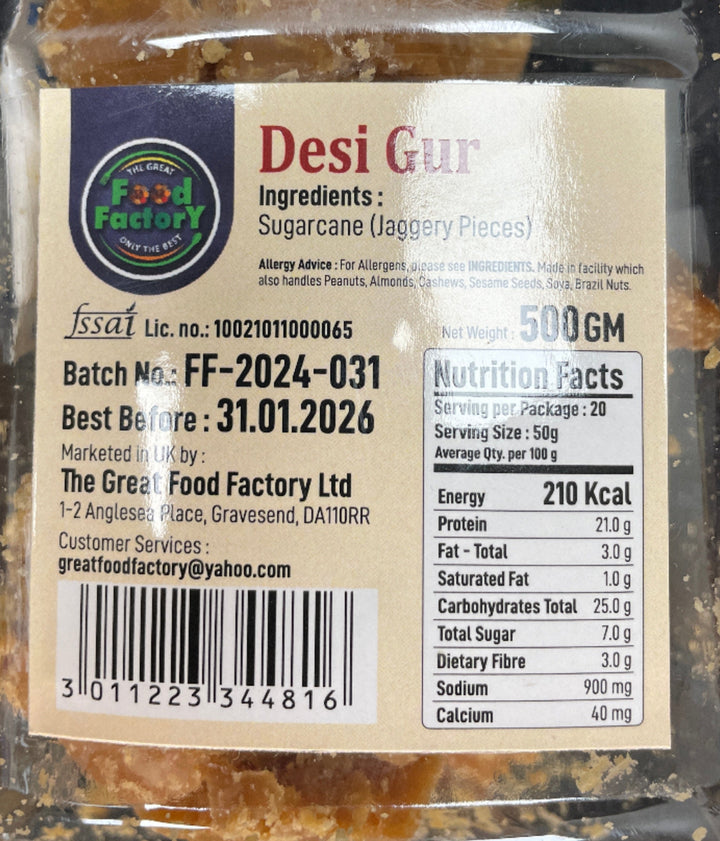 THE GREAT
Food
FactorY
ONLY THE BEST
Desi Gur
Ingredients :
Sugarcane (Jaggery Pieces)
Allergy Advice : For Allergens, please see INGREDIENTS. Made in facility which
also handles Peanuts, Almonds, Cashews, Sesame Seeds, Soya, Brazil Nuts.
fssai Lic. no.: 10021011000065
Net Weight : 500GM
Batch No.: FF-2024-031
Best Before : 31.01.2026
Marketed in UK by :
The Great Food Factory Ltd
1-2 Anglesea Place, Gravesend, DA110RR
Customer Services :
greatfoodfactory@yahoo.com
3 011223 344816
Nutrition Facts
Serving per Package : 20
Serving Size : 50g
Average Qty. per 100 g
Energy 210 Kcal
Protein 21.0 g
Fat - Total 3.0 g
Saturated Fat 1.0 g
Carbohydrates Total 25.0 g
Total Sugar 7.0 g
Dietary Fibre 3.0 g
Sodium 900 mg
Calcium 40 mg